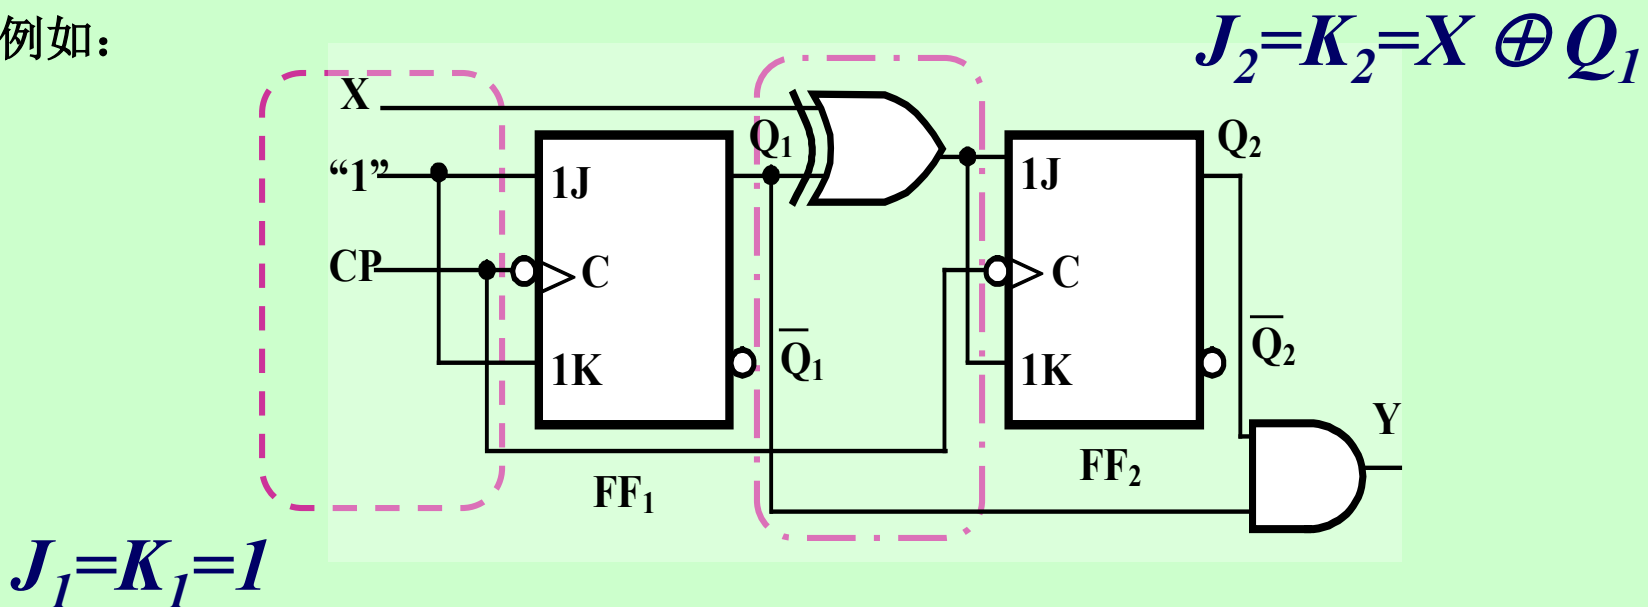 例如：
J₂=K₂=X ⊕ Q₁
X
Q₁
Q₂
“1”
1J
1J
CP
C
C
Q̅₁
Q̅₂
1K
1K
Y
FF₁
FF₂
J₁=K₁=1